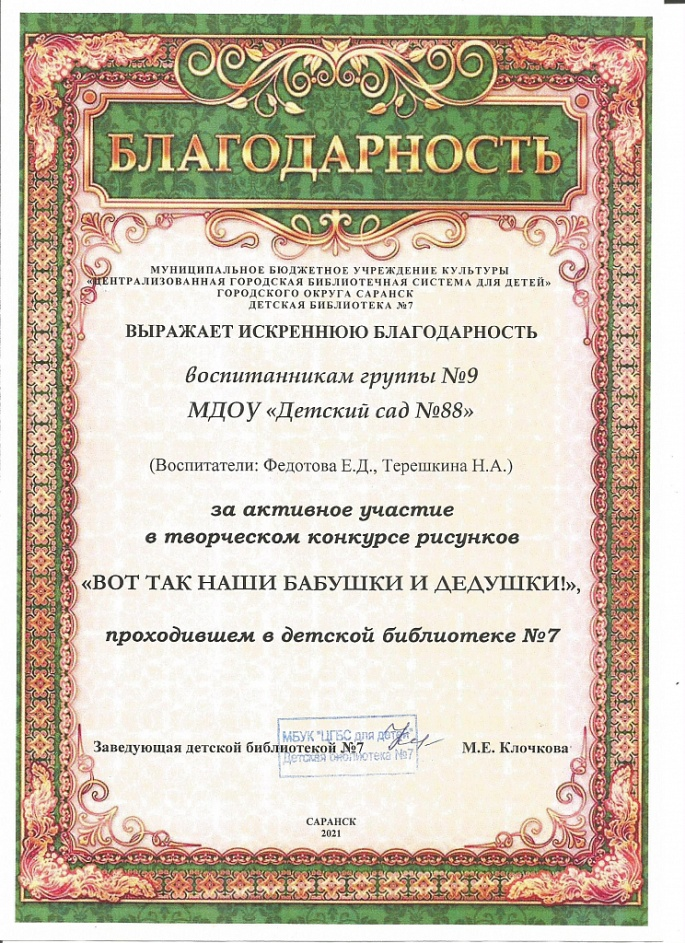 БЛАГОДАРНОСТЬ
МУНИЦИПАЛЬНОЕ БЮДЖЕТНОЕ УЧРЕЖДЕНИЕ КУЛЬТУРЫ
«ЦЕНТРАЛИЗОВАННАЯ ГОРОДСКАЯ БИБЛИОТЕЧНАЯ СИСТЕМА ДЛЯ ДЕТЕЙ»
ГОРОДСКОГО ОКРУГА САРАНСК
ДЕТСКАЯ БИБЛИОТЕКА №7
ВЫРАЖАЕТ ИСКРЕННЮЮ БЛАГОДАРНОСТЬ
воспитанникам группы №9
МДОУ «Детский сад №88»
(Воспитатели: Федотова Е.Д., Терешкина Н.А.)
за активное участие
в творческом конкурсе рисунков
«ВОТ ТАК НАШИ БАБУШКИ И ДЕДУШКИ!»,
проходившем в детской библиотеке №7
МБУК "ЦГБС для детей"
Детская библиотека №7
Заведующая детской библиотекой №7 М.Е. Клочкова
САРАНСК
2021